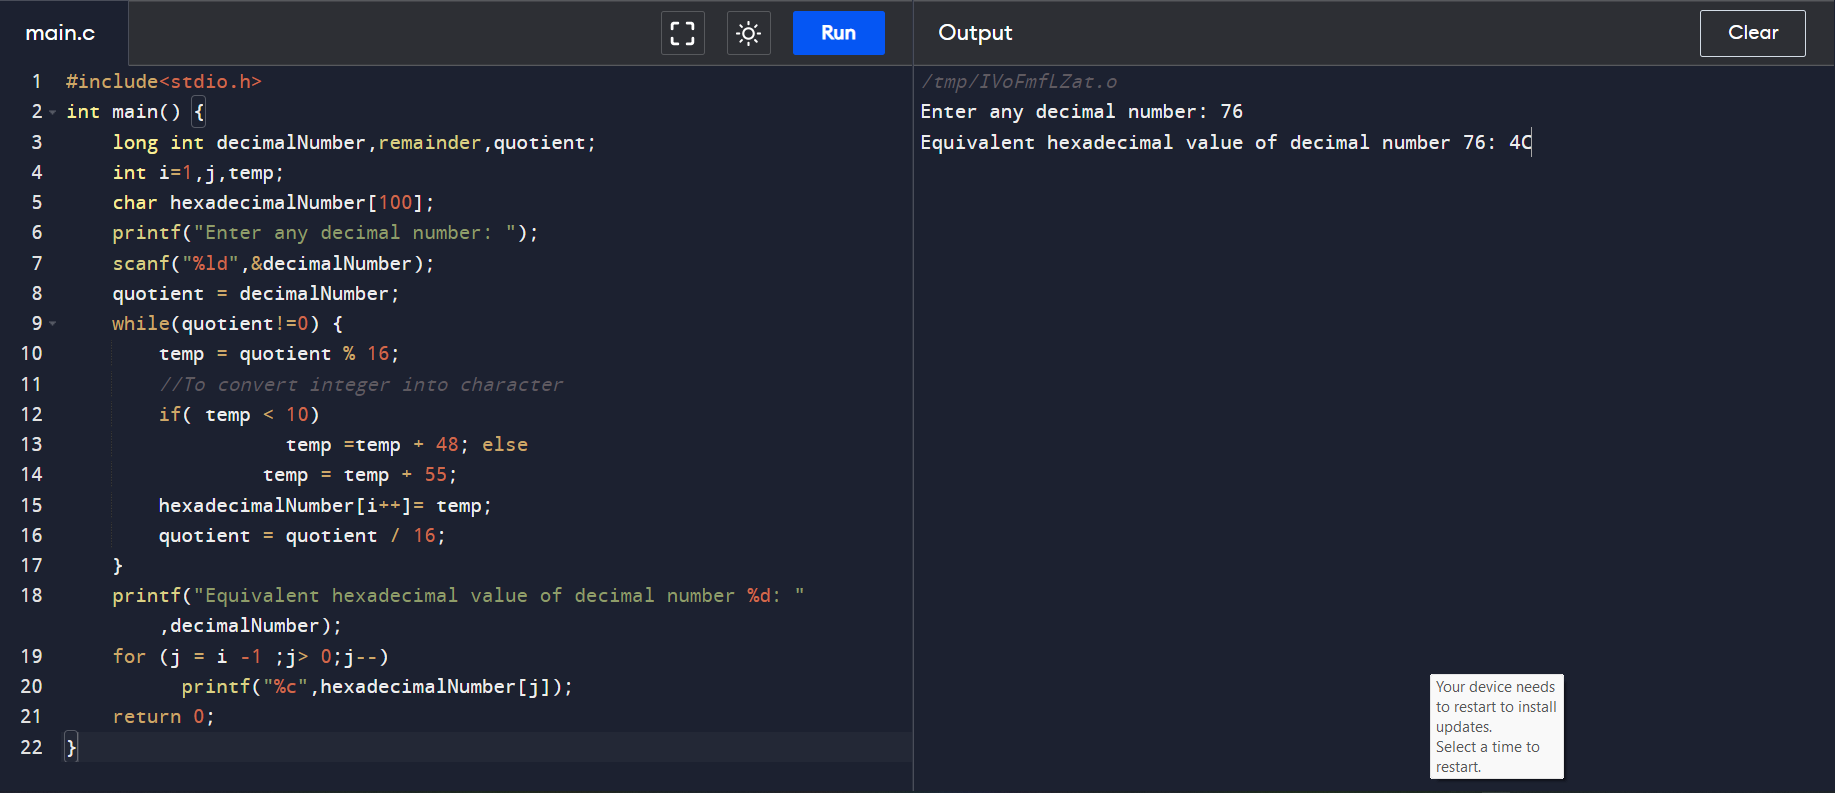 main.c
Run
1 #include<stdio.h>
2 int main() {
3     long int decimalNumber,remainder,quotient;
4     int i=1,j,temp;
5     char hexadecimalNumber[100];
6     printf("Enter any decimal number: ");
7     scanf("%ld",&decimalNumber);
8     quotient = decimalNumber;
9     while(quotient!=0) {
10         temp = quotient % 16;
11         //To convert integer into character
12         if( temp < 10)
13                    temp =temp + 48; else
14                  temp = temp + 55;
15         hexadecimalNumber[i++]= temp;
16         quotient = quotient / 16;
17     }
18     printf("Equivalent hexadecimal value of decimal number %d: "
        ,decimalNumber);
19     for (j = i -1 ;j> 0;j--)
20           printf("%c",hexadecimalNumber[j]);
21     return 0;
22 }
Output
Clear
/tmp/IVoFmfLZat.o
Enter any decimal number: 76
Equivalent hexadecimal value of decimal number 76: 4C
Your device needs
to restart to install
updates.
Select a time to
restart.